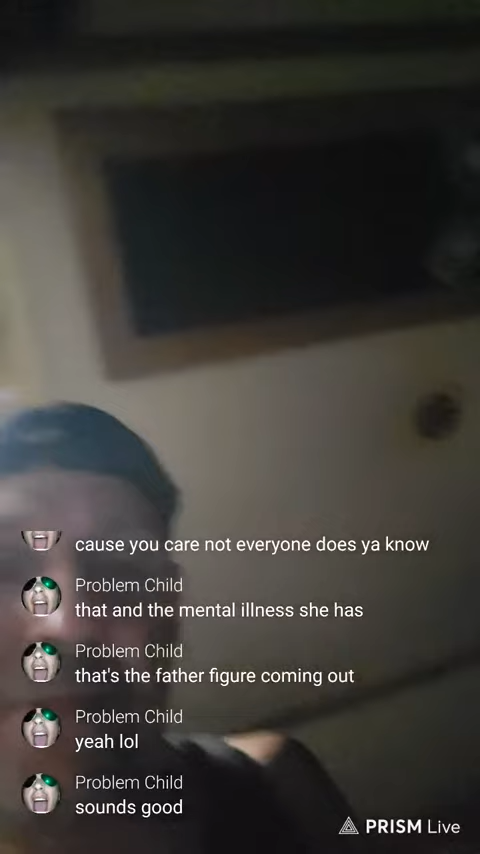 cause you care not everyone does ya know
Problem Child
that and the mental illness she has
Problem Child
that's the father figure coming out
Problem Child
yeah lol
Problem Child
sounds good
PRISM Live